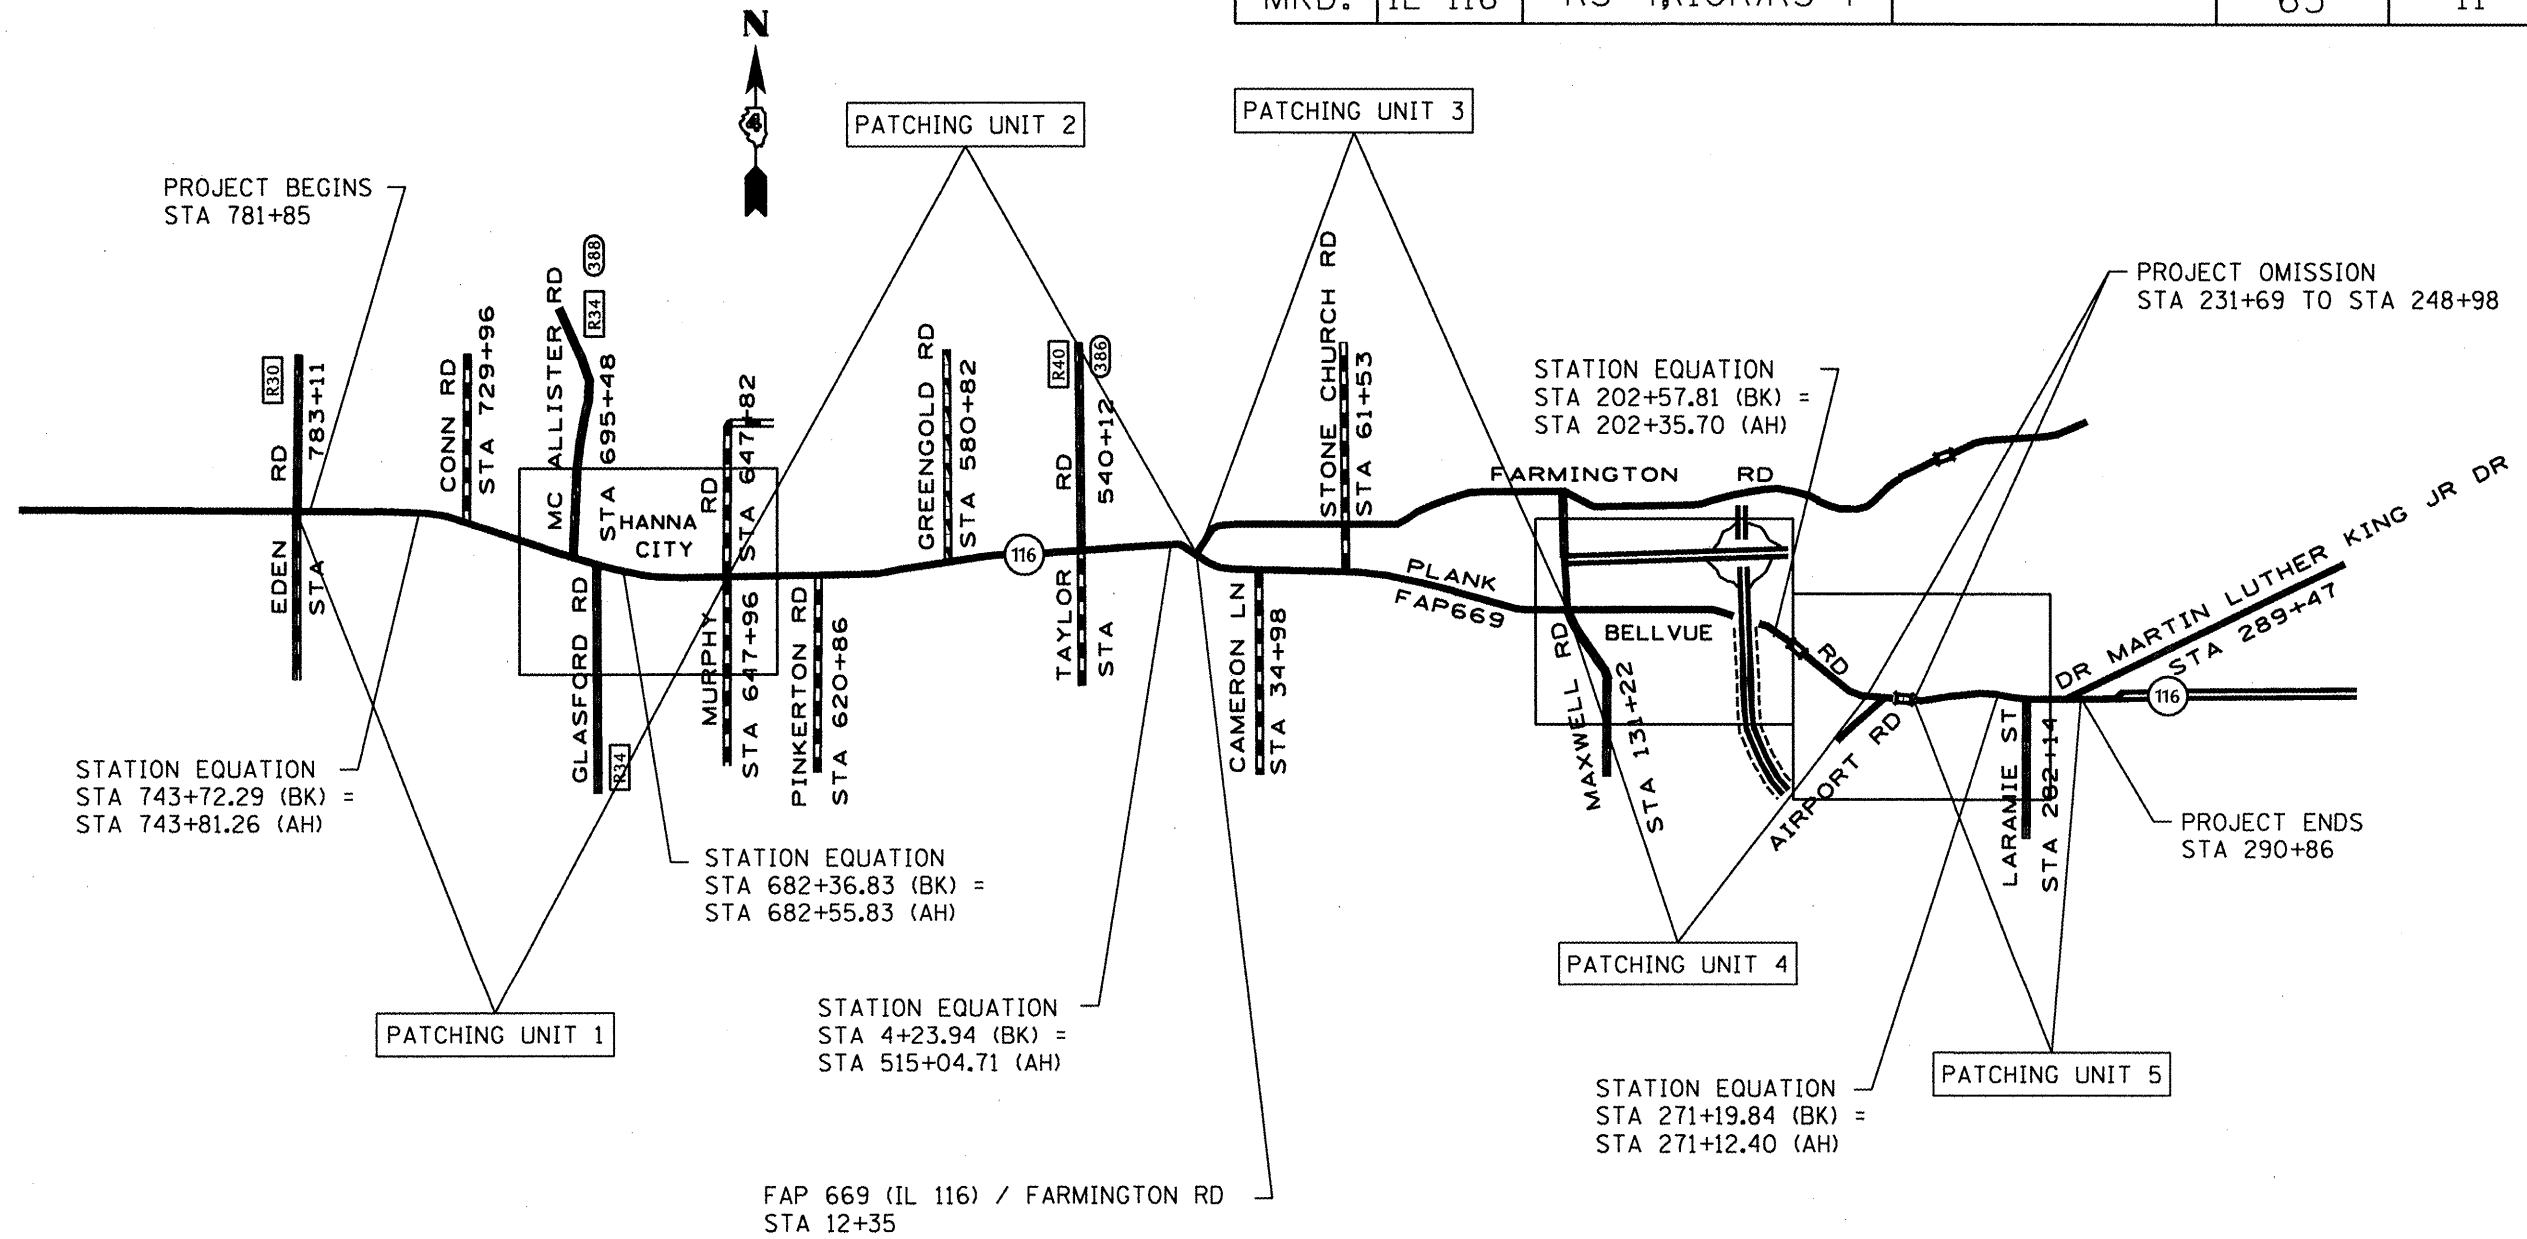 MRD.
IL 116
65
11
N
4
PATCHING UNIT 2
PATCHING UNIT 3
PROJECT BEGINS
STA 781+85
PROJECT OMISSION
STA 231+69 TO STA 248+98
STATION EQUATION
STA 202+57.81 (BK) =
STA 202+35.70 (AH)
R30
EDEN RD
STA 783+11
CONN RD
STA 729+96
MC ALLISTER RD
R34
388
STA 695+48
HANNA
CITY
GLASFORD RD
R34
MURPHY RD
STA 647+82
STA 647+96
PINKERTON RD
STA 620+86
GREENGOLD RD
STA 580+82
116
R40
386
TAYLOR RD
STA 540+12
CAMERON LN
STA 34+98
STONE CHURCH RD
STA 61+53
FARMINGTON RD
PLANK RD
FAP669
BELLVUE
MAXWELL RD
STA 131+22
AIRPORT RD
LARAMIE ST
STA 282+14
DR MARTIN LUTHER KING JR DR
STA 289+47
116
STATION EQUATION
STA 743+72.29 (BK) =
STA 743+81.26 (AH)
STATION EQUATION
STA 682+36.83 (BK) =
STA 682+55.83 (AH)
PROJECT ENDS
STA 290+86
PATCHING UNIT 4
PATCHING UNIT 1
STATION EQUATION
STA 4+23.94 (BK) =
STA 515+04.71 (AH)
PATCHING UNIT 5
STATION EQUATION
STA 271+19.84 (BK) =
STA 271+12.40 (AH)
FAP 669 (IL 116) / FARMINGTON RD
STA 12+35